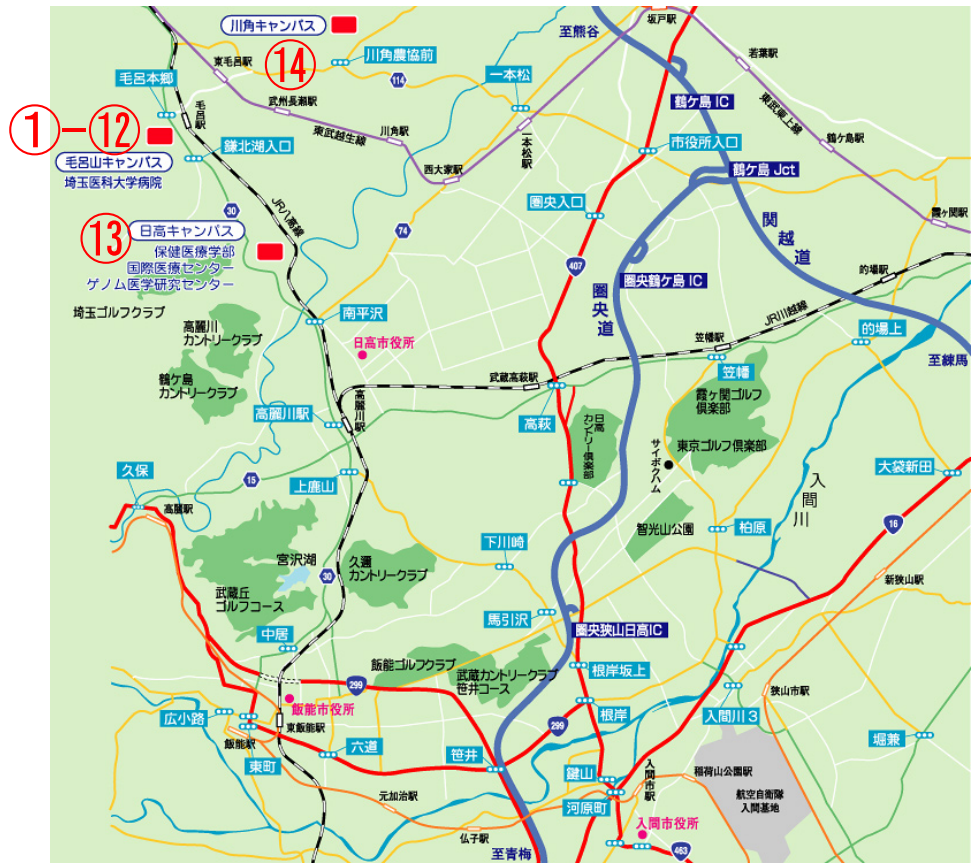 川角キャンパス
⑭
川角農協前
114
東毛呂駅
武州長瀬駅
毛呂本郷
毛呂駅
①−⑫
毛呂山キャンパス
埼玉医科大学病院
鎌北湖入口
東武越生線
川角駅
西大家駅
一本松
一本松駅
至熊谷
坂戸駅
若葉駅
鶴ヶ島 IC
東武東上線
鶴ヶ島駅
市役所入口
鶴ヶ島 Jct
霞ヶ関駅
30
JR八高線
74
圏央入口
407
圏央道
圏央鶴ヶ島 IC
関越道
的場駅
⑬
日高キャンパス
保健医療学部
国際医療センター
ゲノム医学研究センター
埼玉ゴルフクラブ
南平沢
高麗川
カントリークラブ
日高市役所
鶴ヶ島
カントリークラブ
武蔵高萩駅
笠幡駅
JR川越線
的場上
至練馬
笠幡
高麗川駅
高麗川駅
高萩
日高
カントリー倶楽部
霞ヶ関ゴルフ
倶楽部
東京ゴルフ倶楽部
サイボクハム
久保
高麗駅
15
上鹿山
入間川
大袋新田
16
智光山公園
柏原
下川崎
宮沢湖
30
久邇
カントリークラブ
武蔵丘
ゴルフコース
新狭山駅
馬引沢
圏央狭山日高IC
中居
飯能ゴルフクラブ
武蔵カントリークラブ
笹井コース
根岸坂上
299
飯能市役所
広小路
飯能駅
東飯能駅
東町
六道
笹井
299
根岸
入間川3
狭山市駅
堀兼
鍵山
河原町
入間市駅
稲荷山公園駅
航空自衛隊
入間基地
元加治駅
仏子駅
入間市役所
至青梅
463